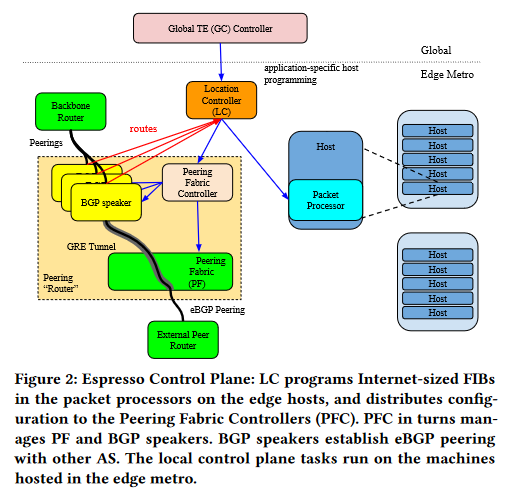 Global TE (GC) Controller
Global
application-specific host
programming
Edge Metro
Location
Controller
(LC)
Backbone
Router
routes
Peerings
Host
Packet
Processor
Host
Host
Host
Host
Host
Peering
Fabric
Controller
BGP speaker
GRE Tunnel
Peering
Fabric
(PF)
Peering
“Router”
Host
Host
Host
Host
Host
eBGP Peering
External Peer
Router
Figure 2: Espresso Control Plane: LC programs Internet-sized FIBs
in the packet processors on the edge hosts, and distributes config-
uration to the Peering Fabric Controllers (PFC). PFC in turns man-
ages PF and BGP speakers. BGP speakers establish eBGP peering
with other AS. The local control plane tasks run on the machines
hosted in the edge metro.